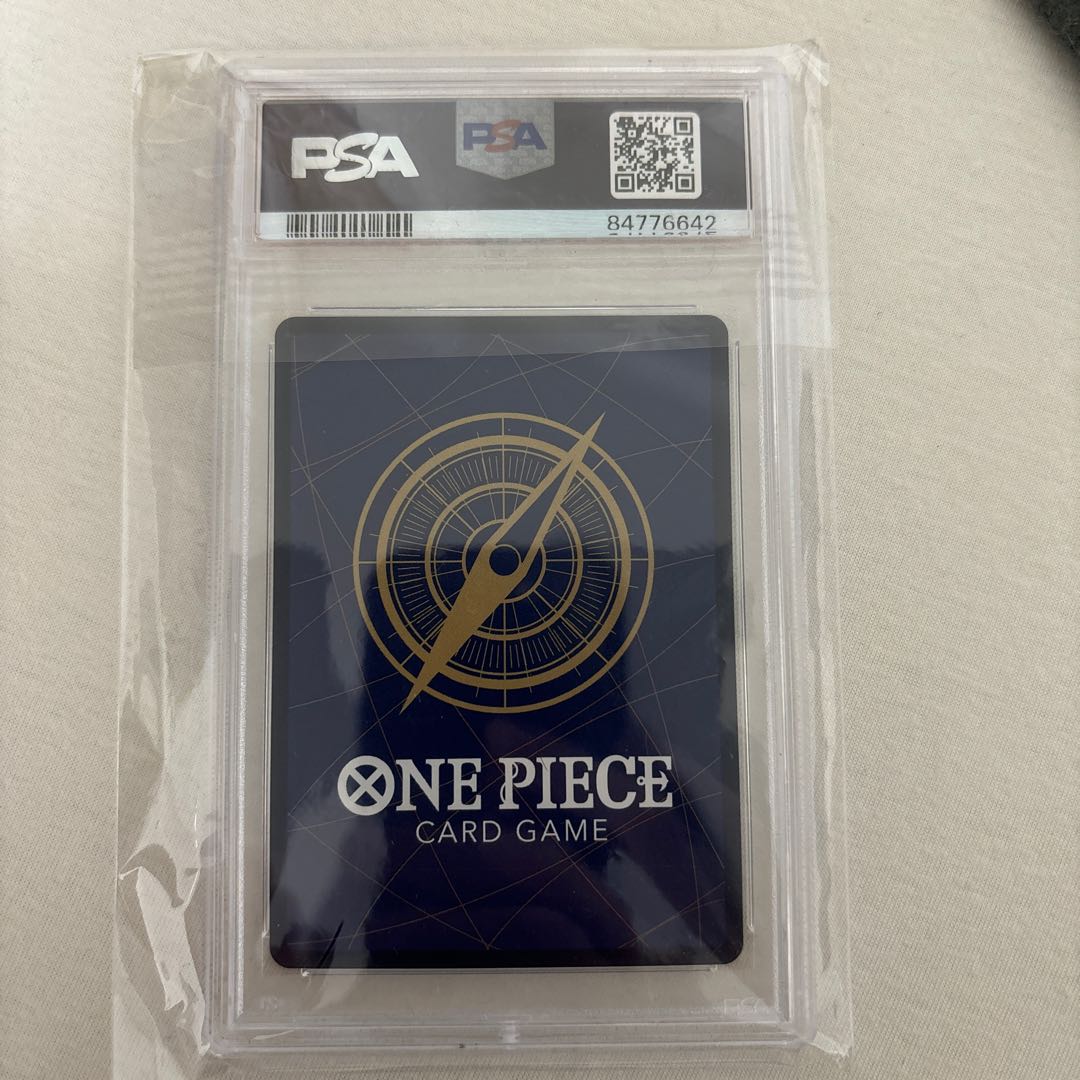 PSA
PSA
84776642
ONE PIECE
CARD GAME